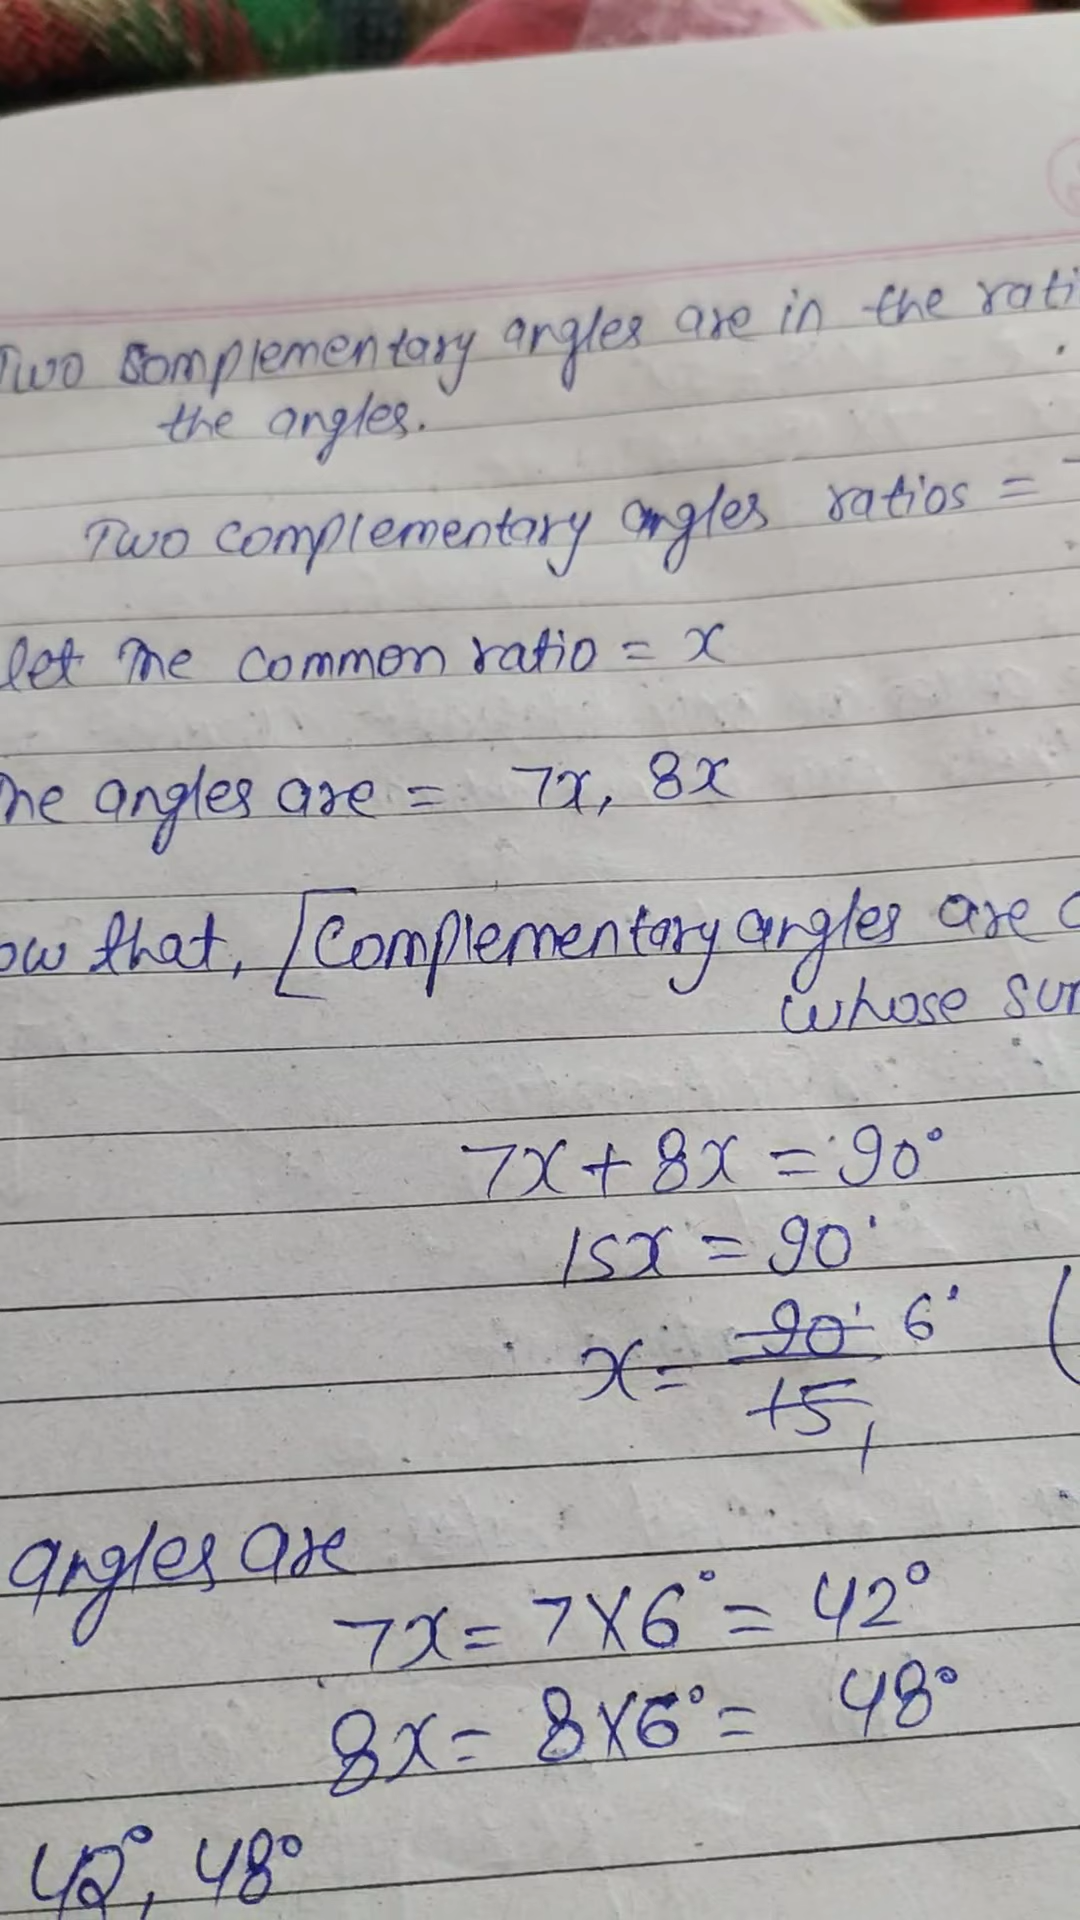 Two complementary angles are in the rati
the angles.
Two complementary angles ratios =
let the common ratio = x
he angles are = 7x, 8x
ow that, [Complementary angles are
whose sum
7x + 8x = 90°
15x = 90°
x = 90° 6°
15 1
angles are
7x = 7×6° = 42°
8x = 8×6° = 48°
42°, 48°